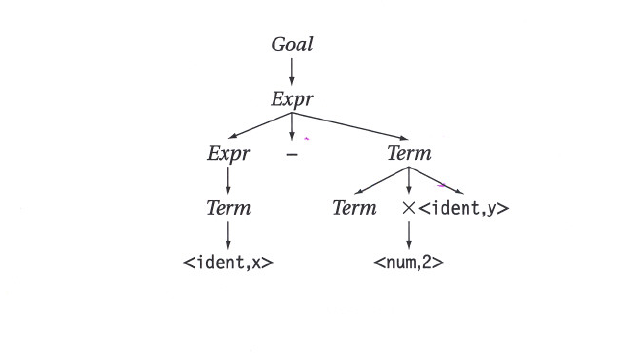 Goal
Expr
Expr – Term
Term Term ×<ident,y>
<ident,x> <num,2>